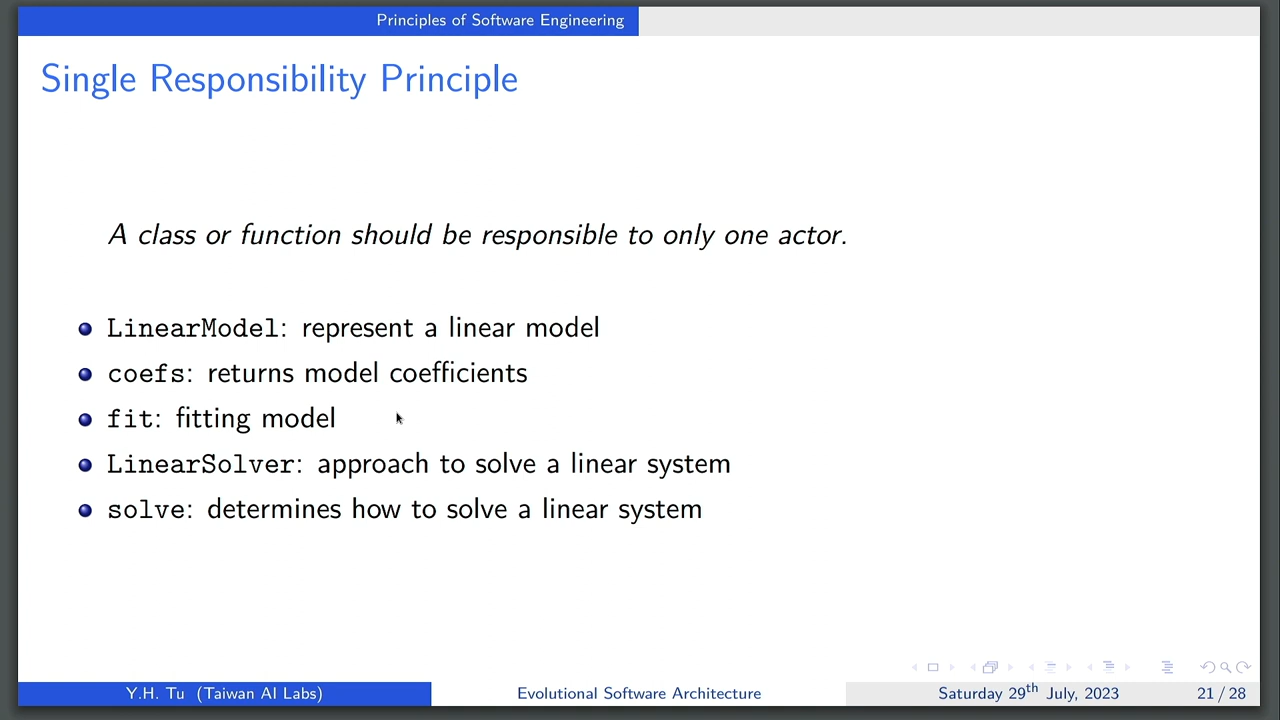 Principles of Software Engineering
Single Responsibility Principle
A class or function should be responsible to only one actor.
LinearModel: represent a linear model
coefs: returns model coefficients
fit: fitting model
LinearSolver: approach to solve a linear system
solve: determines how to solve a linear system
Y.H. Tu (Taiwan AI Labs) Evolutional Software Architecture Saturday 29th July, 2023 21 / 28